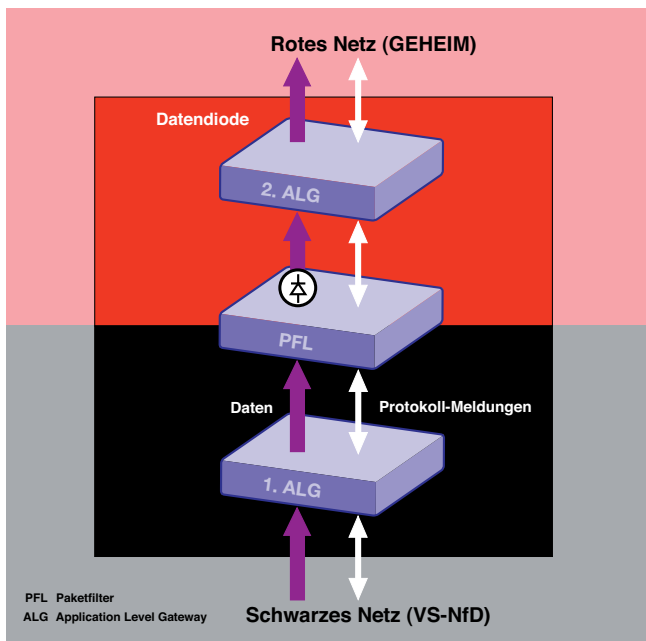 Rotes Netz (GEHEIM)
Datendiode
2. ALG
PFL
Daten
Protokoll-Meldungen
1. ALG
PFL Paketfilter
ALG Application Level Gateway
Schwarzes Netz (VS-NfD)